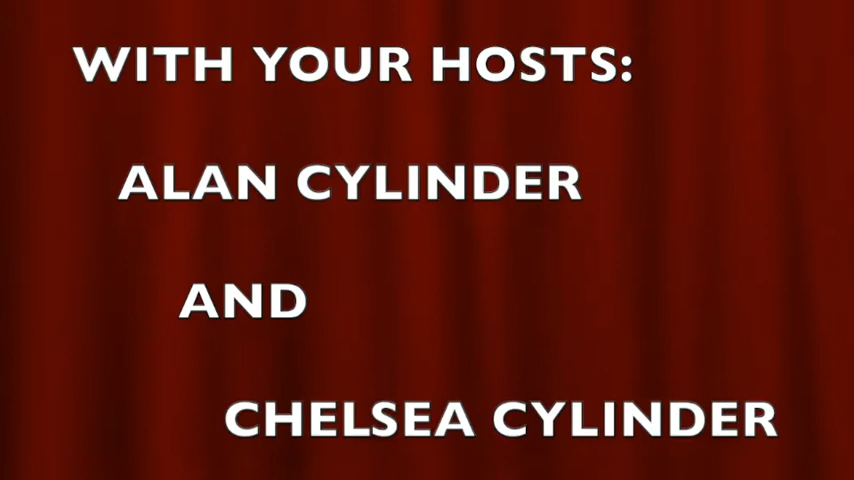 WITH YOUR HOSTS:
ALAN CYLINDER
AND
CHELSEA CYLINDER